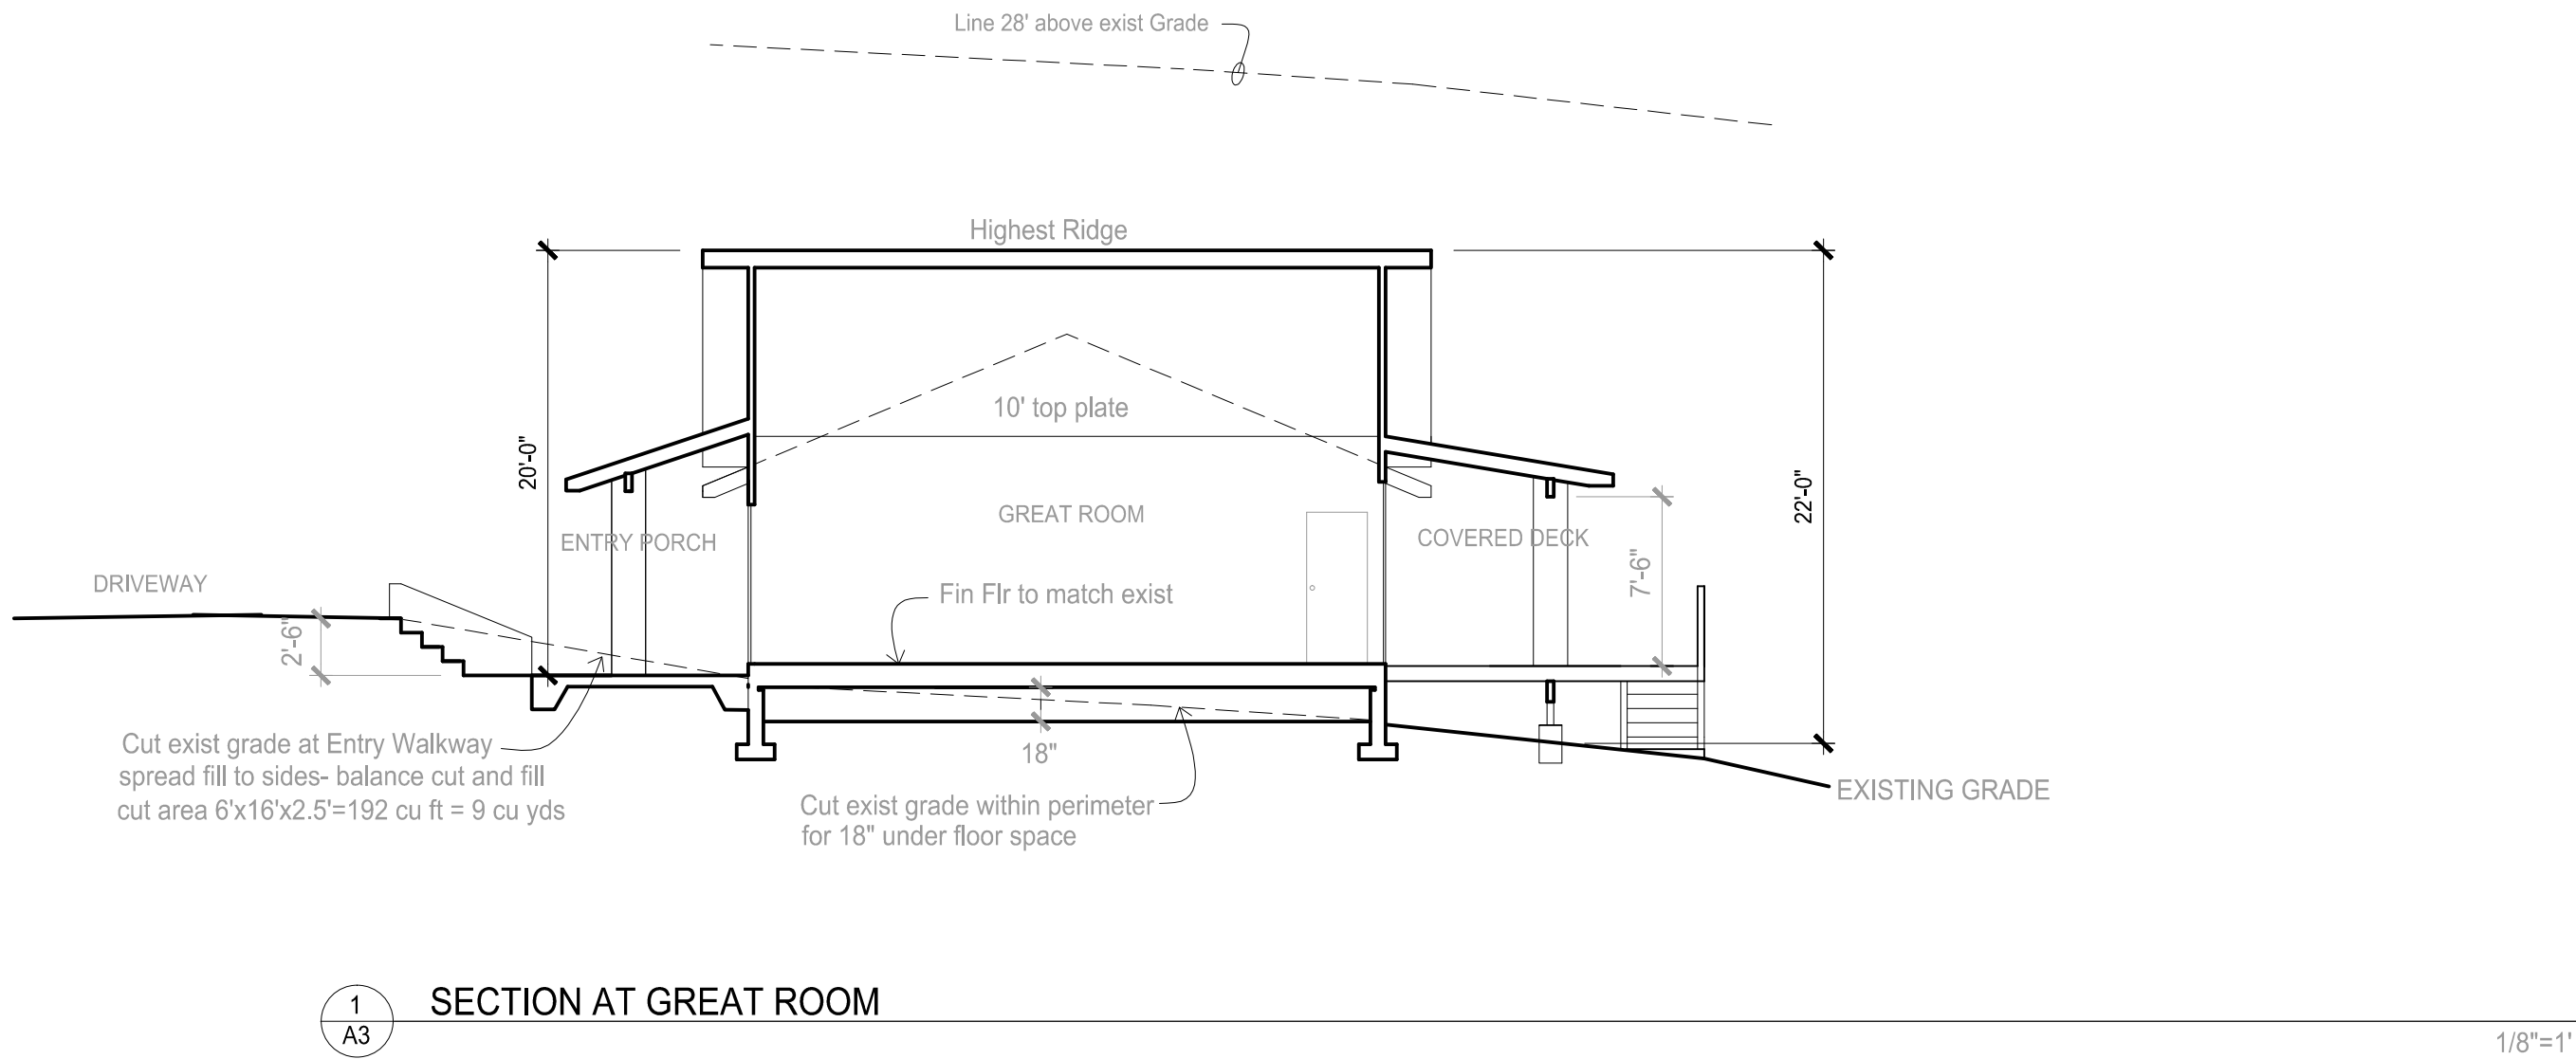 Line 28' above exist Grade
Highest Ridge
10' top plate
20'-0"
GREAT ROOM
ENTRY PORCH
COVERED DECK
22'-0"
7'-6"
DRIVEWAY
Fin Flr to match exist
2'-6"
18"
Cut exist grade at Entry Walkway
spread fill to sides- balance cut and fill
cut area 6'x16'x2.5'=192 cu ft = 9 cu yds
Cut exist grade within perimeter
for 18" under floor space
EXISTING GRADE
1
A3
SECTION AT GREAT ROOM
1/8"=1'